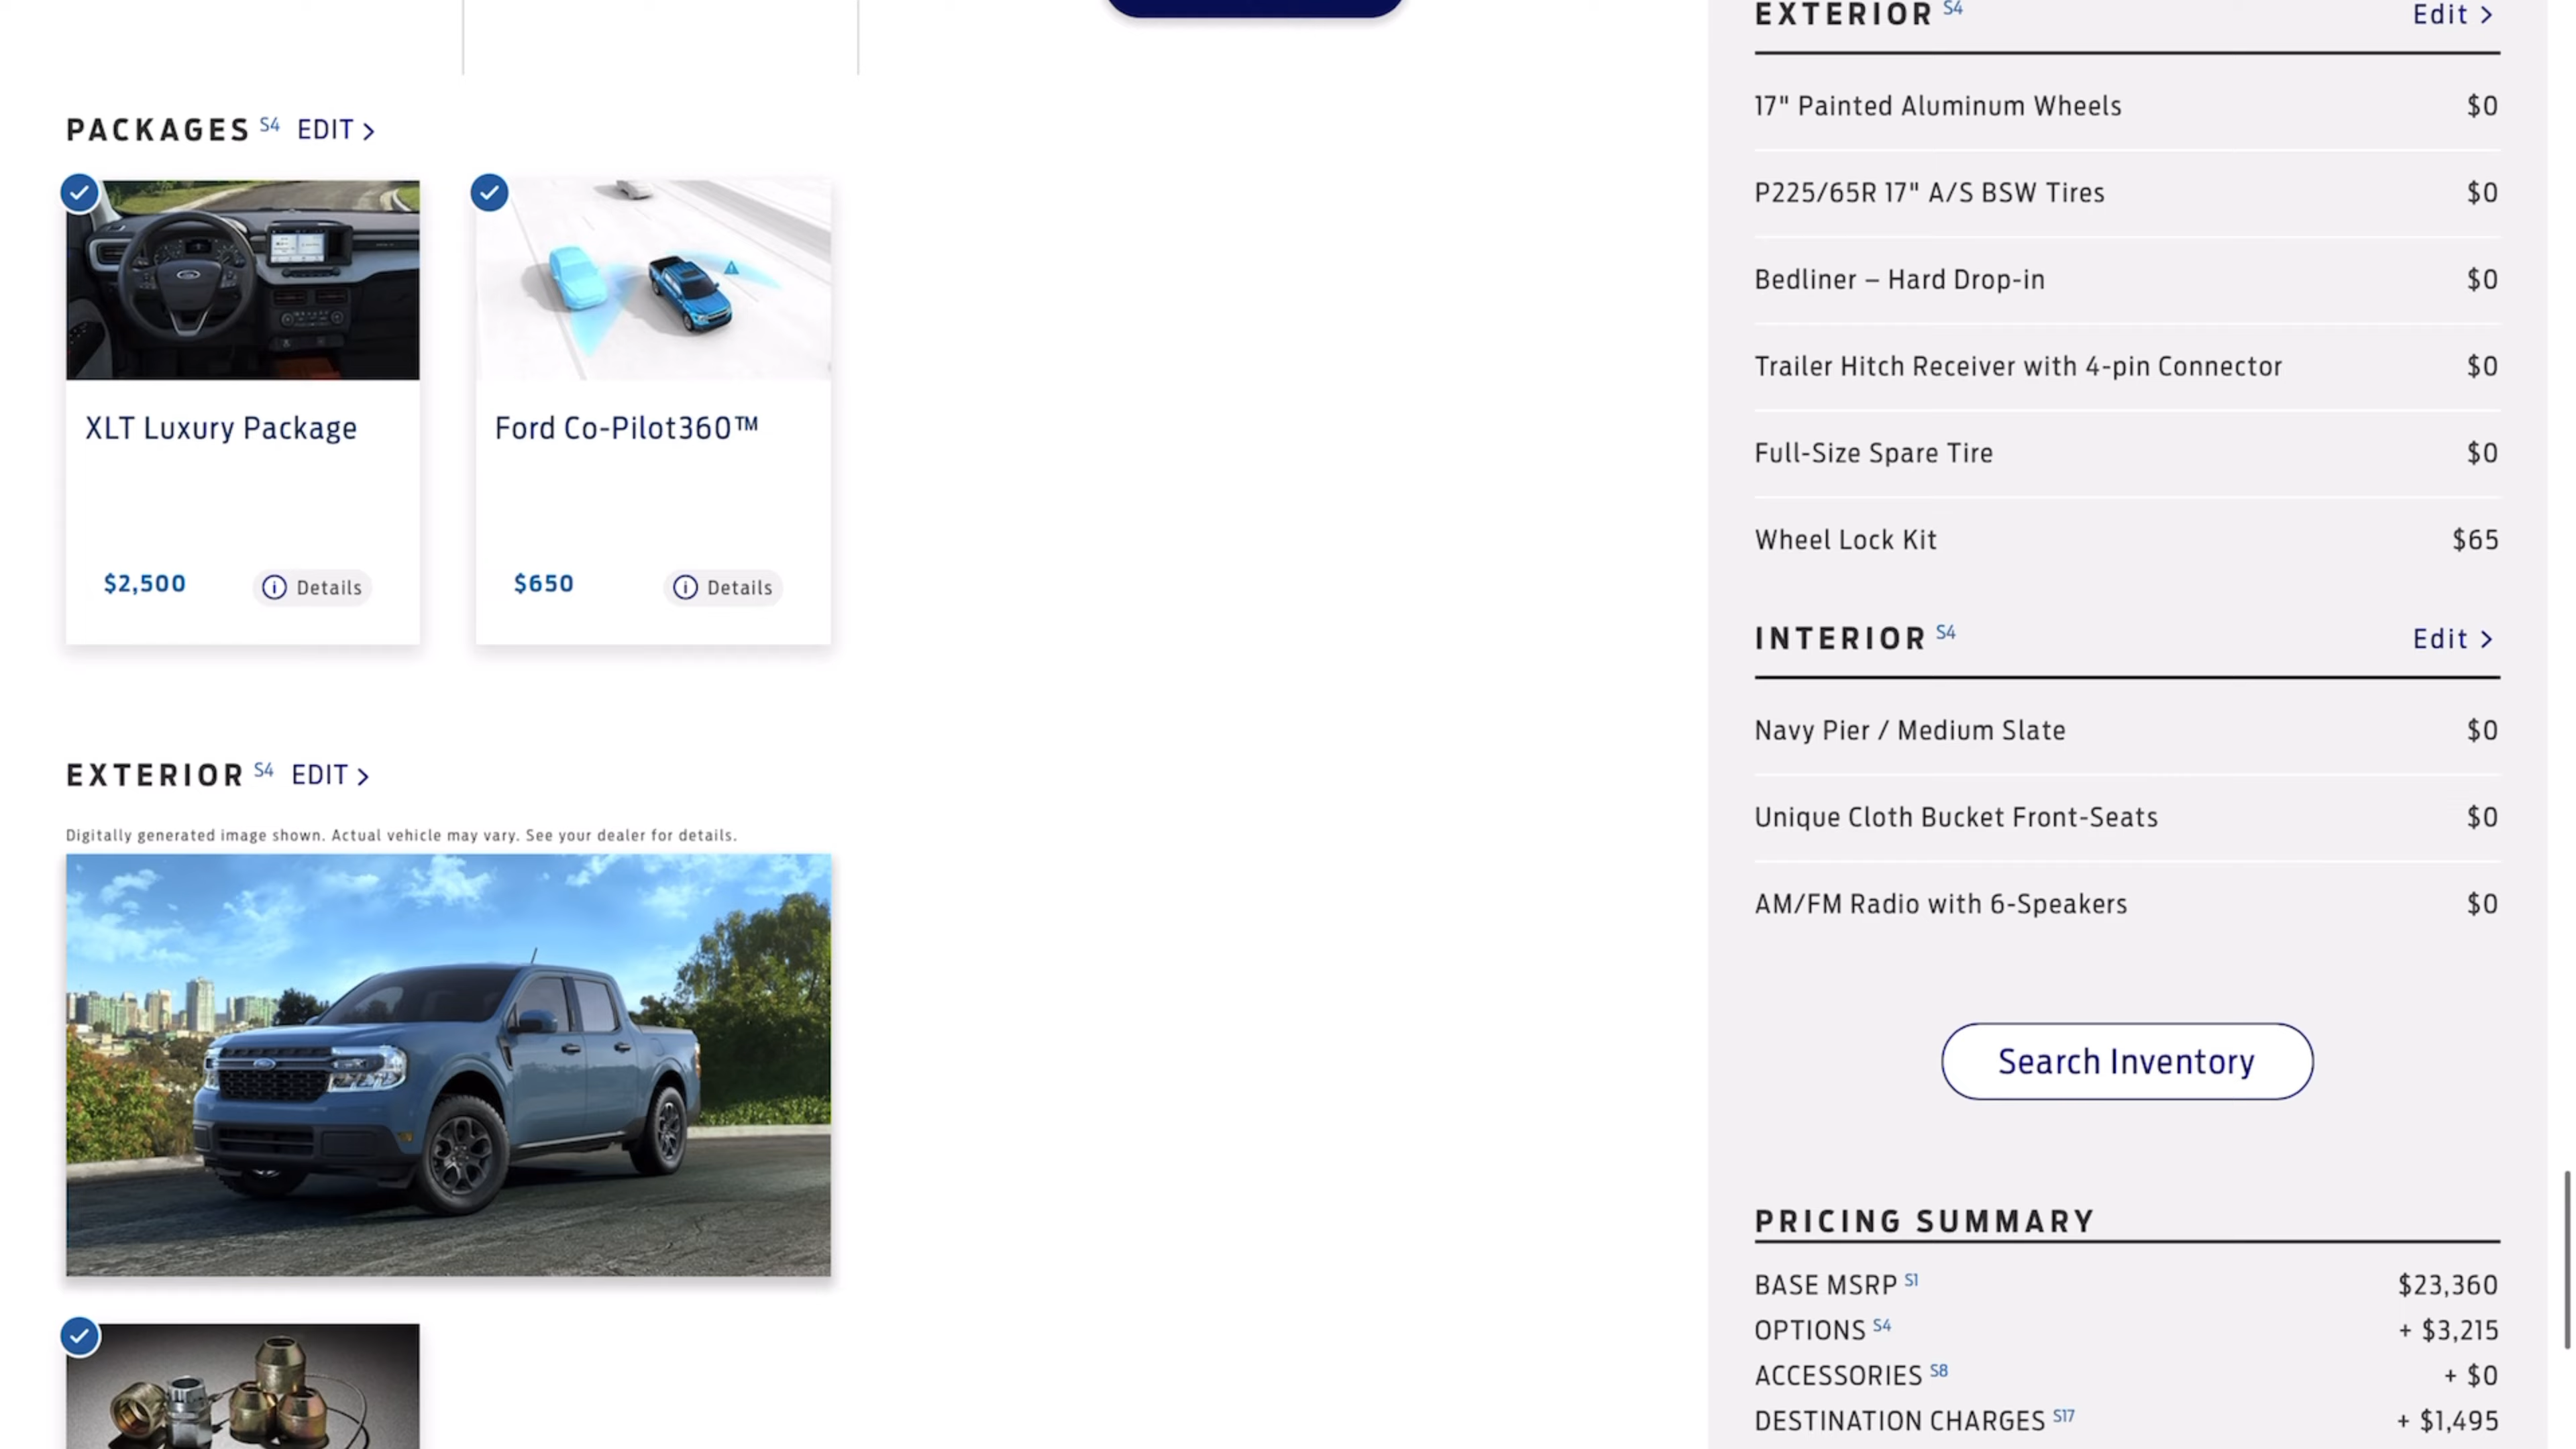 PACKAGES S4 EDIT >
XLT Luxury Package
$2,500
Details
Ford Co-Pilot360™
$650
Details
EXTERIOR S4 EDIT >
Digitally generated image shown. Actual vehicle may vary. See your dealer for details.
EXTERIOR S4 Edit >
17" Painted Aluminum Wheels $0
P225/65R 17" A/S BSW Tires $0
Bedliner – Hard Drop-in $0
Trailer Hitch Receiver with 4-pin Connector $0
Full-Size Spare Tire $0
Wheel Lock Kit $65
INTERIOR S4 Edit >
Navy Pier / Medium Slate $0
Unique Cloth Bucket Front-Seats $0
AM/FM Radio with 6-Speakers $0
Search Inventory
PRICING SUMMARY
BASE MSRP S1 $23,360
OPTIONS S4 + $3,215
ACCESSORIES S8 + $0
DESTINATION CHARGES S17 + $1,495